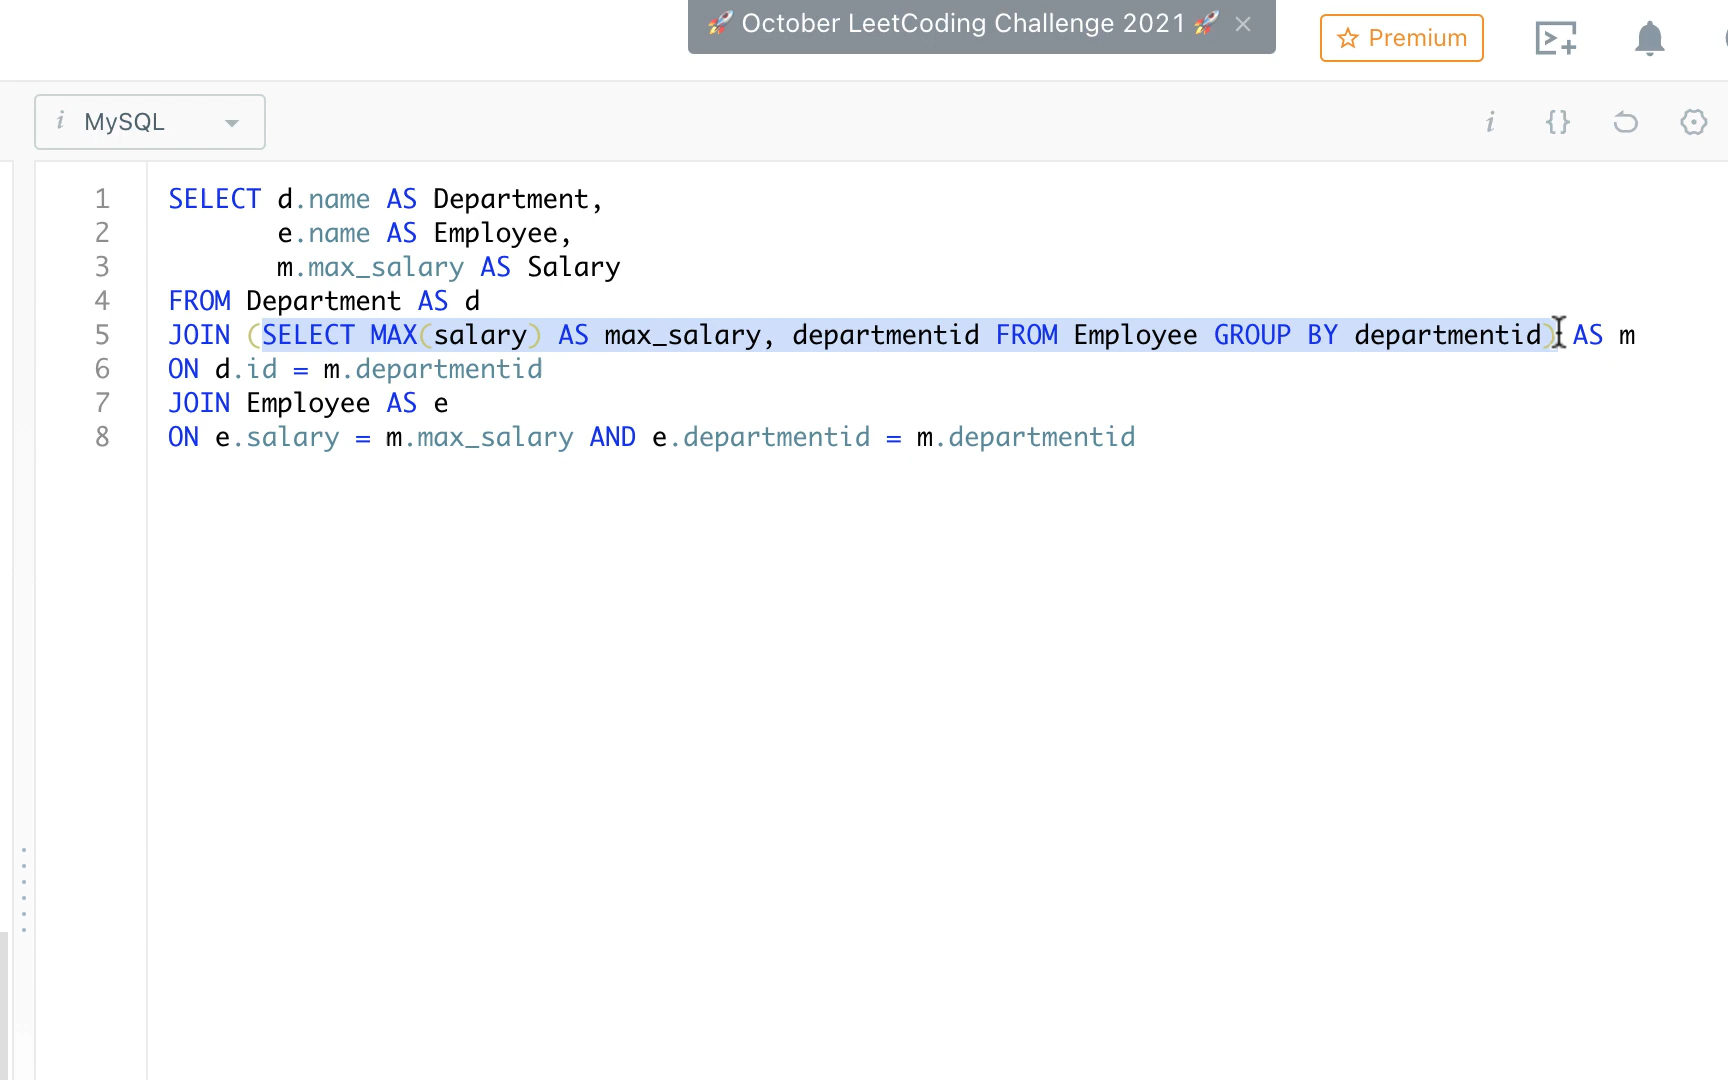 🚀 October LeetCoding Challenge 2021 🚀 ×
Premium
i MySQL
i {}
1 SELECT d.name AS Department,
2 e.name AS Employee,
3 m.max_salary AS Salary
4 FROM Department AS d
5 JOIN (SELECT MAX(salary) AS max_salary, departmentid FROM Employee GROUP BY departmentid) AS m
6 ON d.id = m.departmentid
7 JOIN Employee AS e
8 ON e.salary = m.max_salary AND e.departmentid = m.departmentid